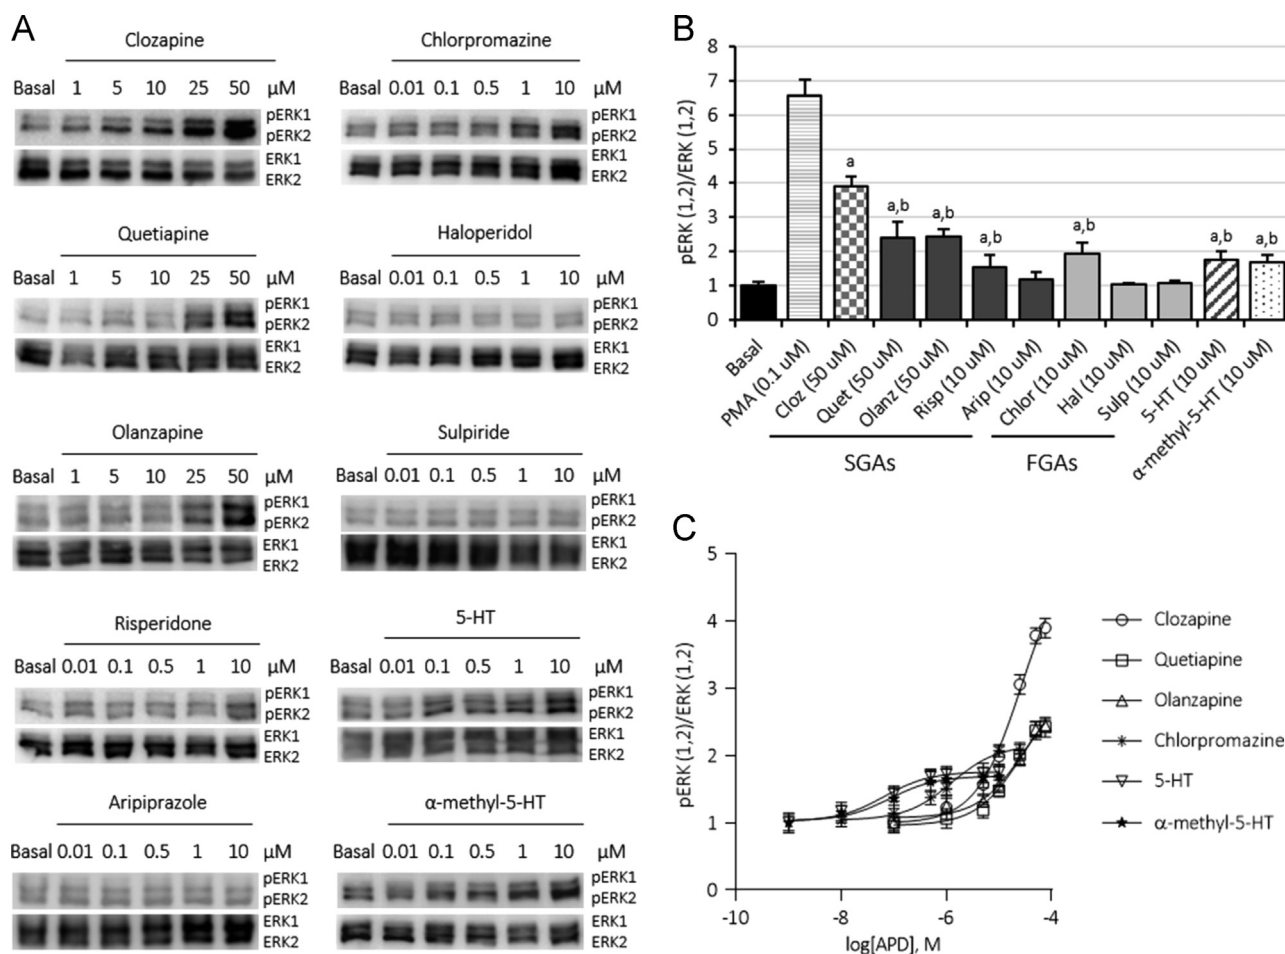 A
Clozapine
Basal 1 5 10 25 50 μM
pERK1
pERK2
ERK1
ERK2
Chlorpromazine
Basal 0.01 0.1 0.5 1 10 μM
pERK1
pERK2
ERK1
ERK2
Quetiapine
Basal 1 5 10 25 50 μM
pERK1
pERK2
ERK1
ERK2
Haloperidol
Basal 0.01 0.1 0.5 1 10 μM
pERK1
pERK2
ERK1
ERK2
Olanzapine
Basal 1 5 10 25 50 μM
pERK1
pERK2
ERK1
ERK2
Sulpiride
Basal 0.01 0.1 0.5 1 10 μM
pERK1
pERK2
ERK1
ERK2
Risperidone
Basal 0.01 0.1 0.5 1 10 μM
pERK1
pERK2
ERK1
ERK2
5-HT
Basal 0.01 0.1 0.5 1 10 μM
pERK1
pERK2
ERK1
ERK2
Aripiprazole
Basal 0.01 0.1 0.5 1 10 μM
pERK1
pERK2
ERK1
ERK2
α-methyl-5-HT
Basal 0.01 0.1 0.5 1 10 μM
pERK1
pERK2
ERK1
ERK2
B
pERK (1,2)/ERK (1,2)
8
7
6
5
4
3
2
1
0
a
a,b
a,b
a,b
a,b
a,b
a,b
Basal
PMA (0.1 uM)
Cloz (50 uM)
Quet (50 uM)
Olanz (50 uM)
Risp (10 uM)
Arip (10 uM)
Chlor (10 uM)
Hal (10 uM)
Sulp (10 uM)
5-HT (10 uM)
α-methyl-5-HT (10 uM)
SGAs
FGAs
C
pERK (1,2)/ERK (1,2)
5
4
3
2
1
0
-10 -8 -6 -4
log[APD], M
Clozapine
Quetiapine
Olanzapine
Chlorpromazine
5-HT
α-methyl-5-HT